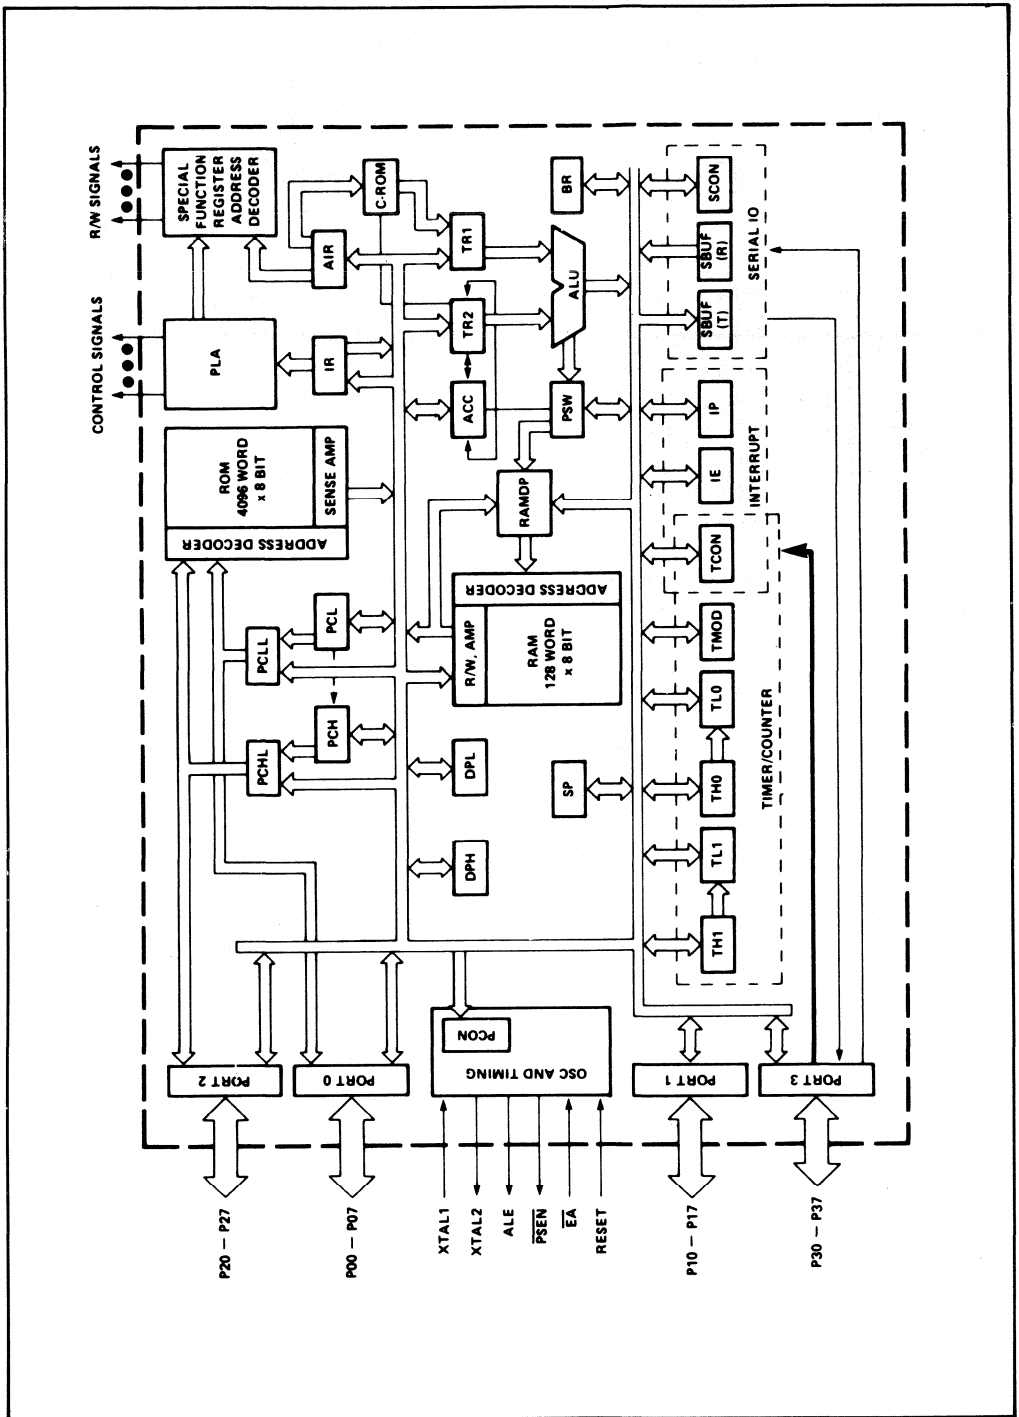 R/W SIGNALS
CONTROL SIGNALS
SPECIAL
FUNCTION
REGISTER
ADDRESS
DECODER
PLA
AIR
IR
C-ROM
ROM
4096 WORD
x 8 BIT
SENSE AMP
ADDRESS DECODER
PCLL
PCL
PCHL
PCH
TR1
TR2
ACC
BR
ALU
PSW
RAMDP
ADDRESS DECODER
R/W, AMP
RAM
128 WORD
x 8 BIT
DPL
DPH
SP
SCON
SBUF
(R)
SBUF
(T)
SERIAL IO
IP
IE
INTERRUPT
TCON
TMOD
TL0
TH0
TL1
TH1
TIMER/COUNTER
PORT 2
PORT 0
PCON
OSC AND TIMING
PORT 1
PORT 3
P20 – P27
P00 – P07
XTAL1
XTAL2
ALE
PSEN
EA
RESET
P10 – P17
P30 – P37